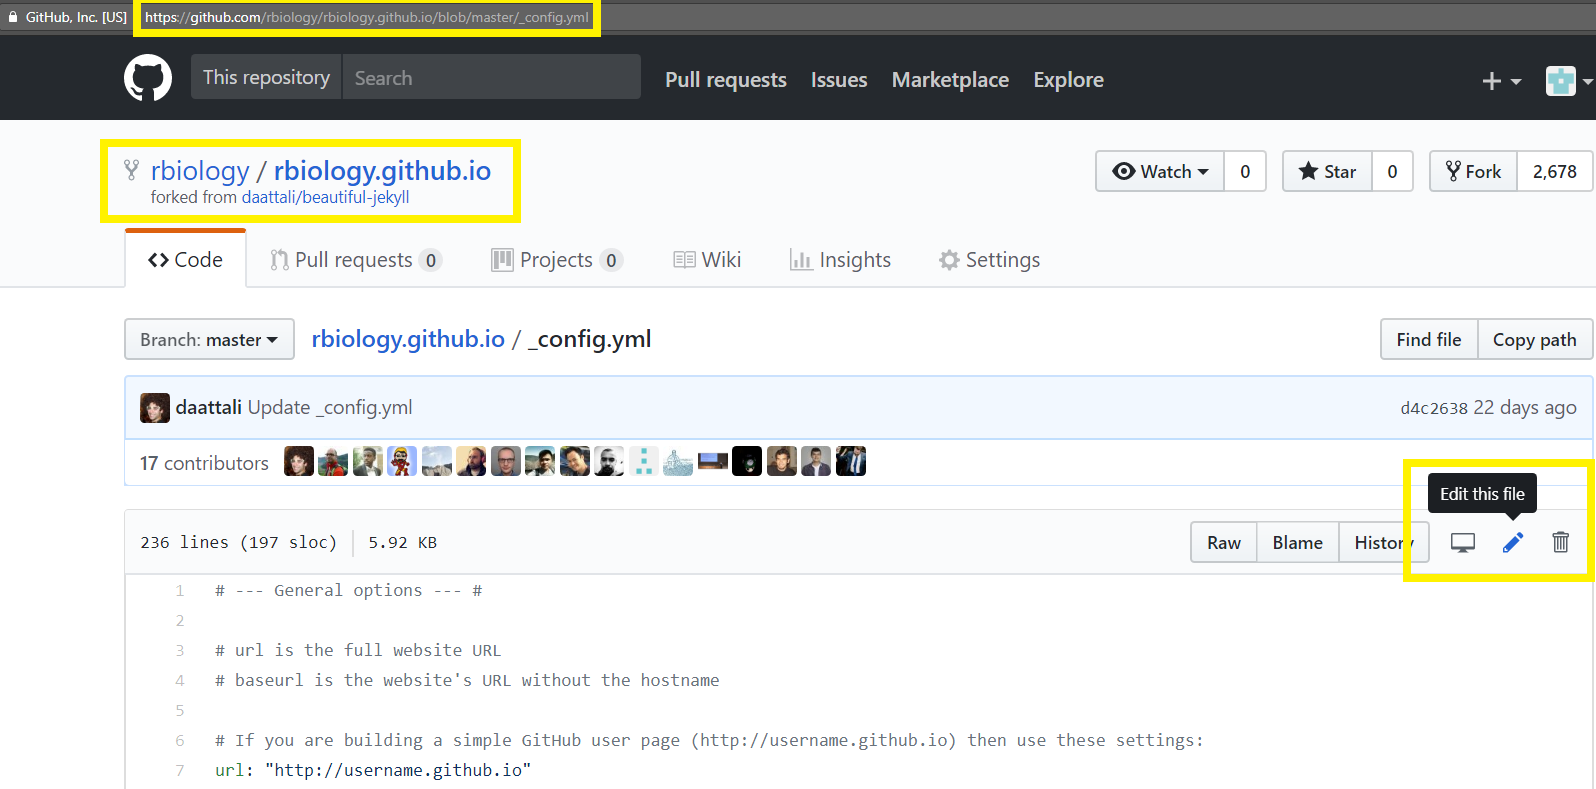 GitHub, Inc. [US] https://github.com/rbiology/rbiology.github.io/blob/master/_config.yml
This repository Search Pull requests Issues Marketplace Explore
rbiology / rbiology.github.io Watch 0 Star 0 Fork 2,678
forked from daattali/beautiful-jekyll
Code Pull requests 0 Projects 0 Wiki Insights Settings
Branch: master rbiology.github.io / _config.yml Find file Copy path
daattali Update _config.yml d4c2638 22 days ago
17 contributors
Edit this file
236 lines (197 sloc) 5.92 KB Raw Blame History
1 # --- General options --- #
2
3 # url is the full website URL
4 # baseurl is the website's URL without the hostname
5
6 # If you are building a simple GitHub user page (http://username.github.io) then use these settings:
7 url: "http://username.github.io"